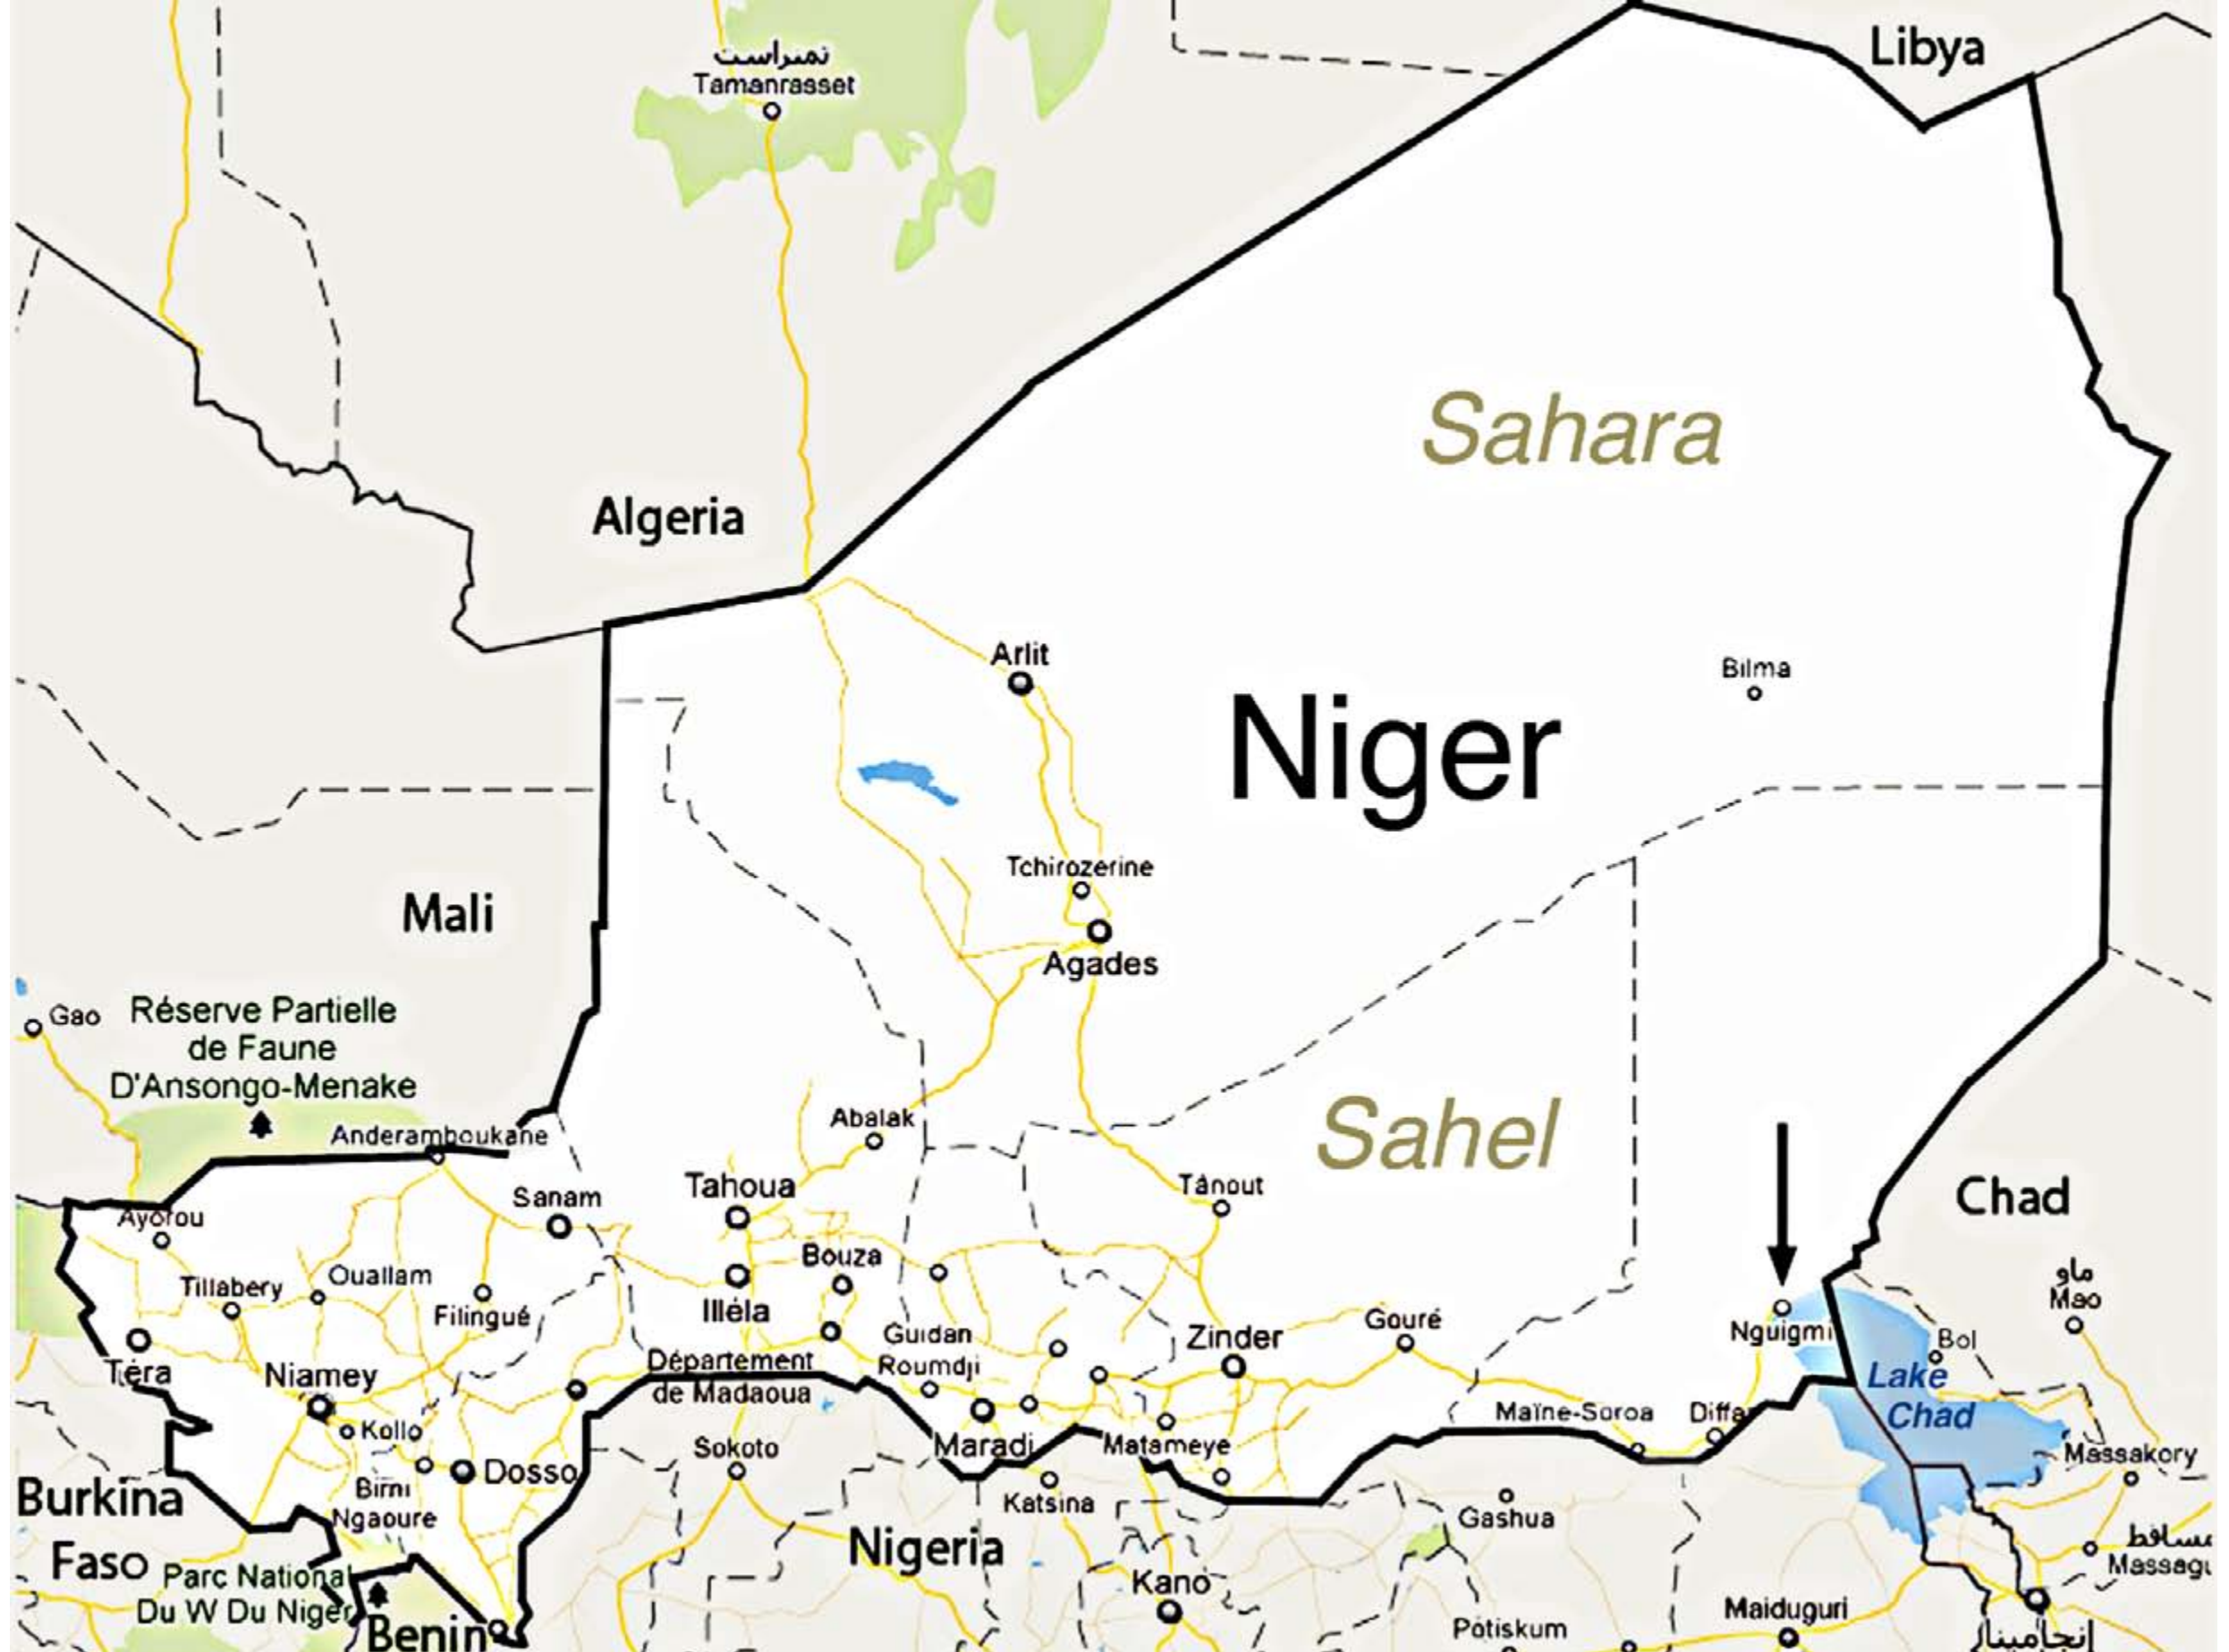 Libya
تمنراست
Tamanrasset
Sahara
Algeria
Arlit
Bilma
Niger
Tchirozerine
Mali
Agades
Gao
Réserve Partielle
de Faune
D'Ansongo-Menake
Abalak
Anderamboukane
Sahel
Tahoua
Tânout
Sanam
Chad
Ayorou
Bouza
ماو
Mao
Tillabery
Ouallam
Filingué
Illéla
Gouré
Nguigmi
Guidan
Roumdji
Zinder
Bol
Téra
Niamey
Département
de Madaoua
Lake
Chad
Kollo
Maïne-Soroa
Diffa
Maradi
Matameye
Sokoto
Massakory
Dosso
Birni
Ngaoure
Burkina
Faso
Katsina
Gashua
Nigeria
Parc National
Du W Du Niger
Kano
Massagu
Maiduguri
Benin
Potiskum